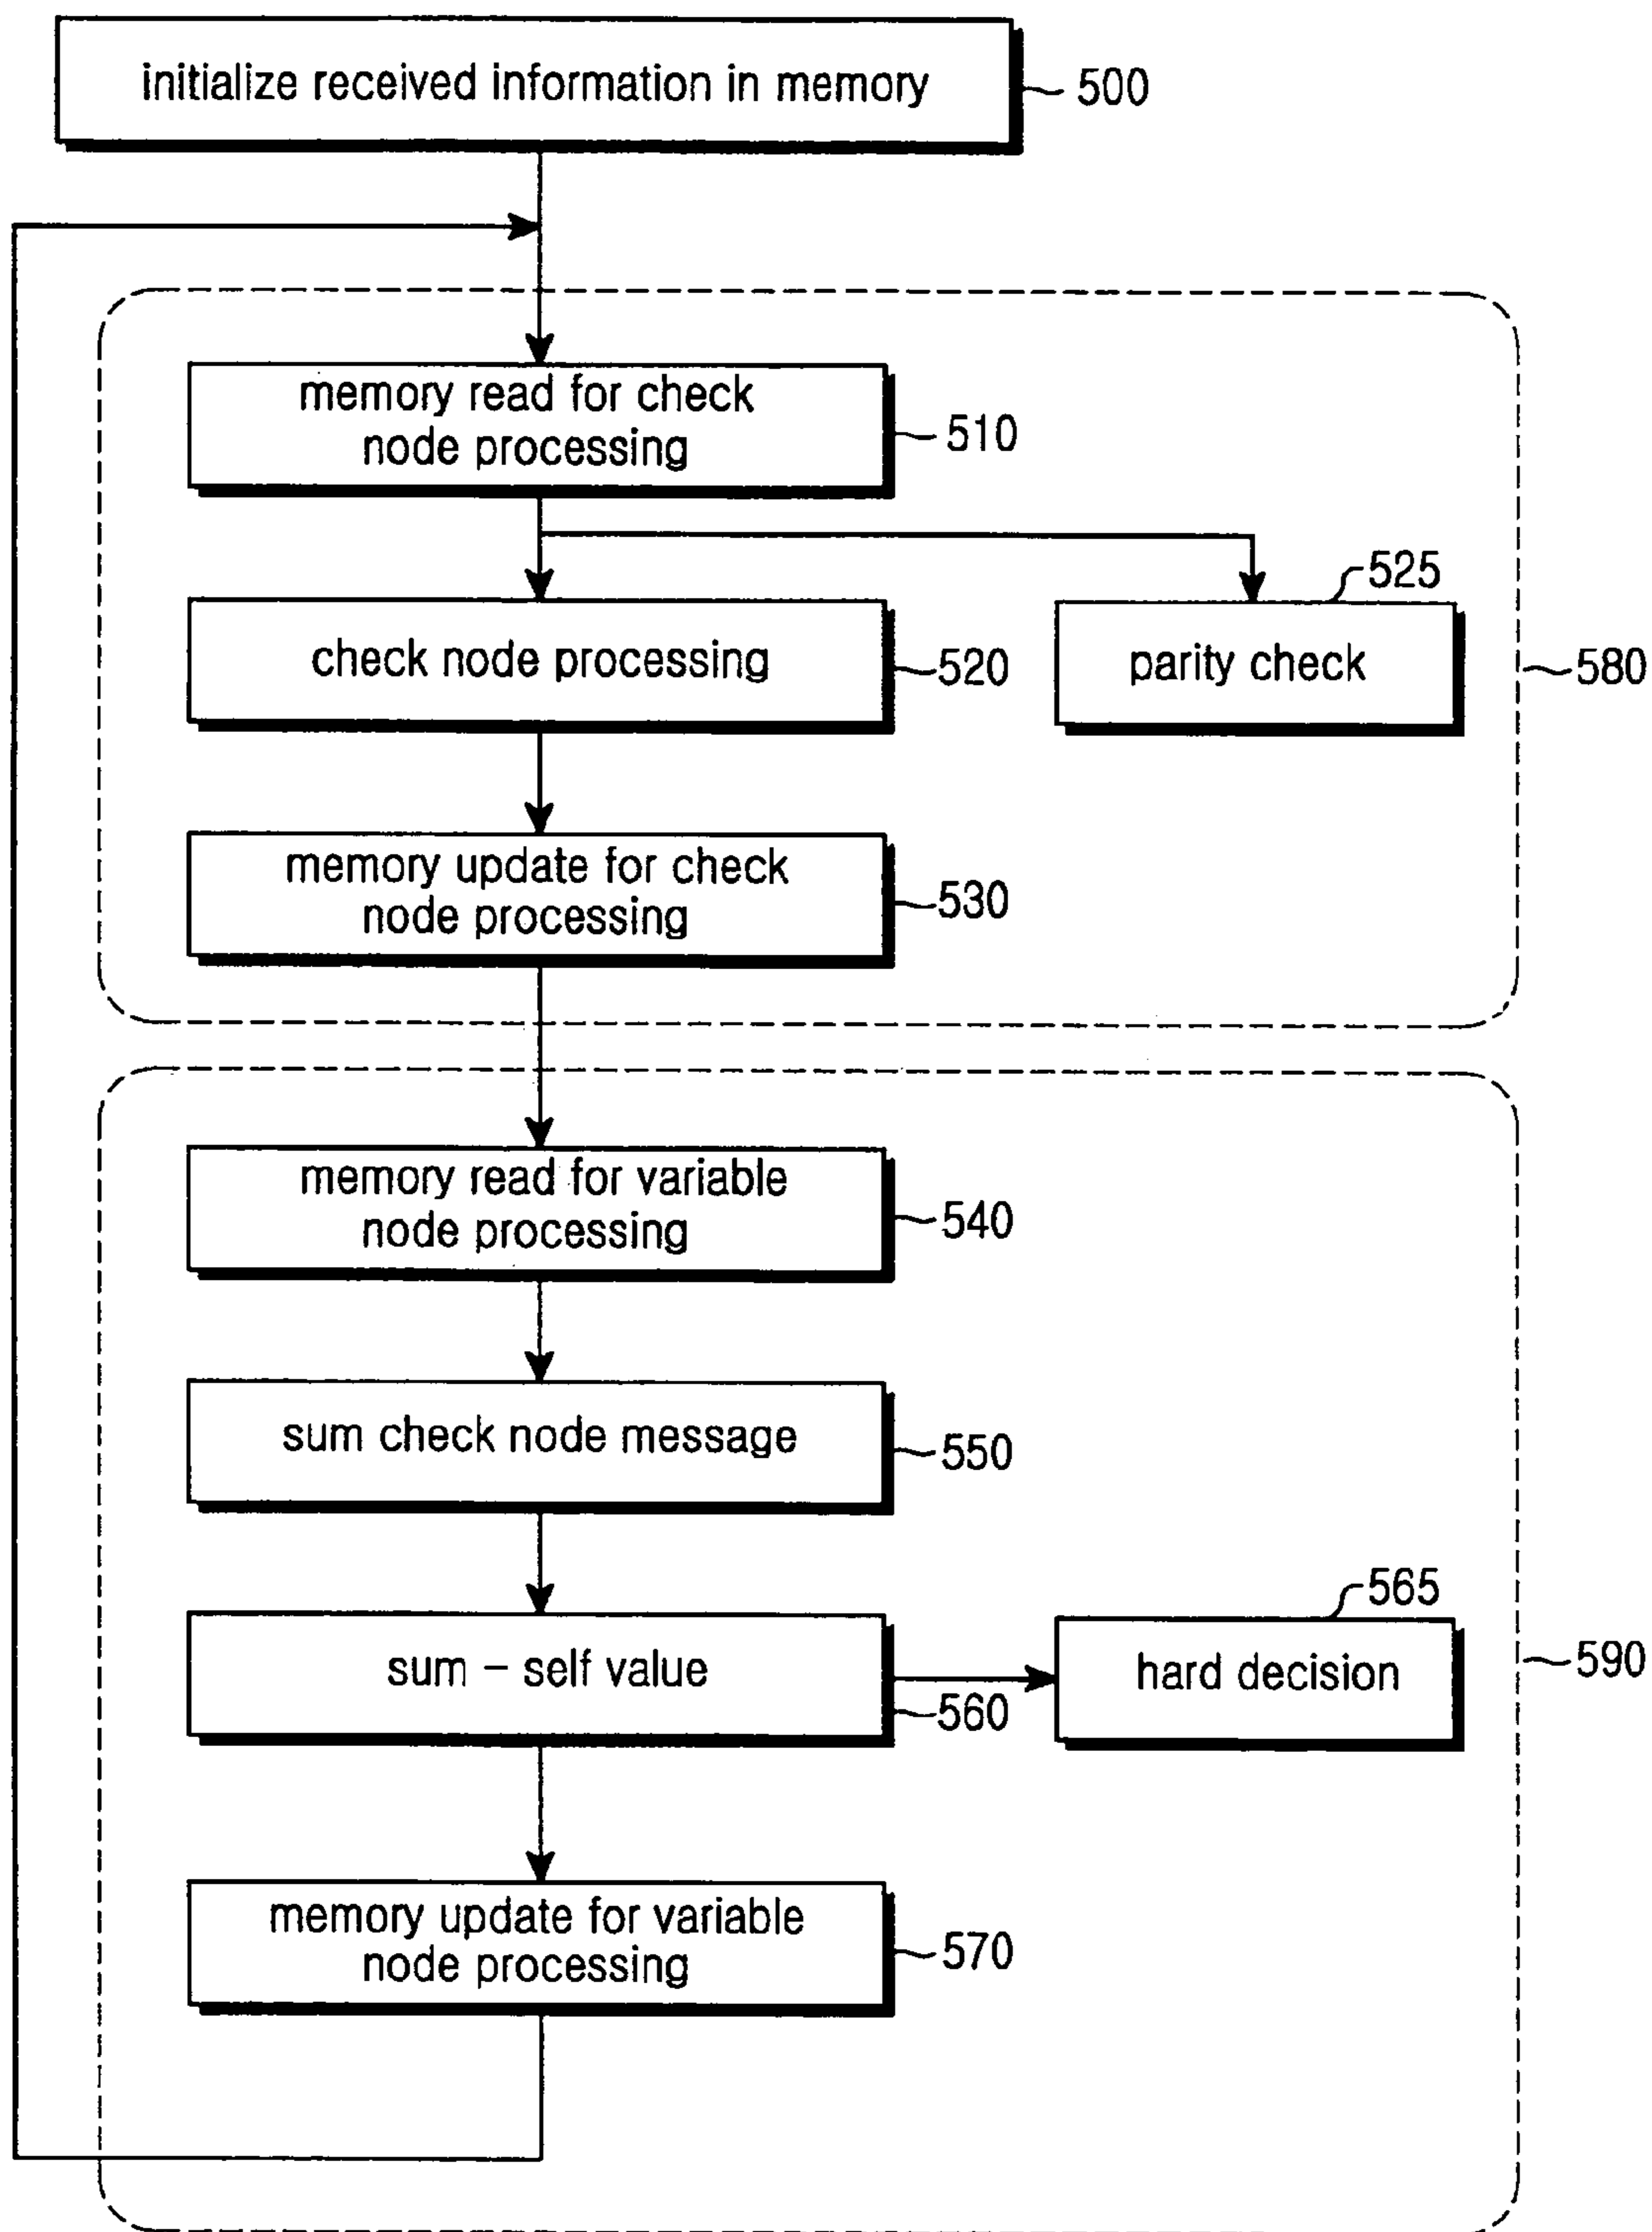 initialize received information in memory
500
memory read for check
node processing
510
525
check node processing
520
parity check
580
memory update for check
node processing
530
memory read for variable
node processing
540
sum check node message
550
565
sum – self value
560
hard decision
590
memory update for variable
node processing
570